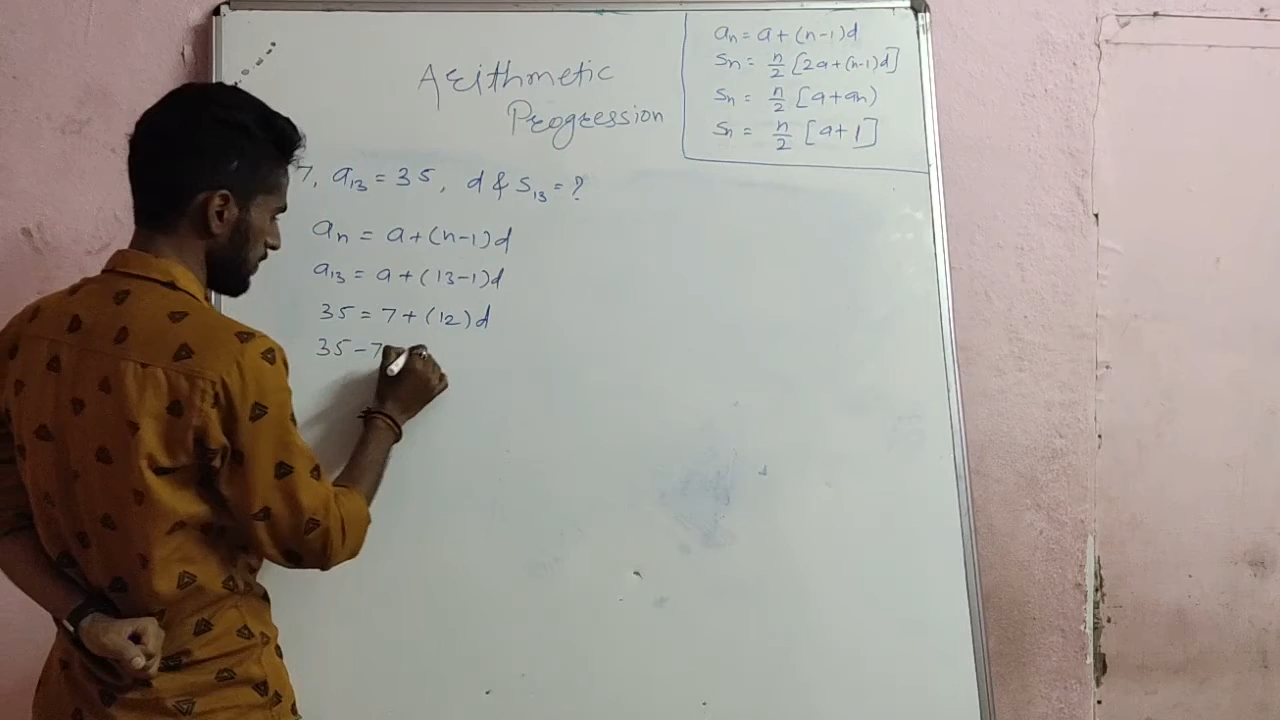 Arithmetic
Progression
an = a + (n-1)d
Sn = n/2 [2a+(n-1)d]
Sn = n/2 [a+an)
Sn = n/2 [a+l]
7, a13 = 35, d & S13 = ?
an = a+(n-1)d
a13 = a+(13-1)d
35 = 7+(12)d
35-7